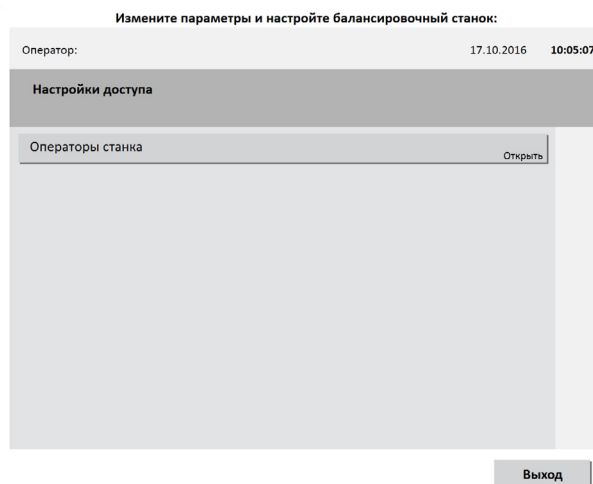 Измените параметры и настройте балансировочный станок:
Оператор: 17.10.2016 10:05:07
Настройки доступа
Операторы станка
Открыть
Выход